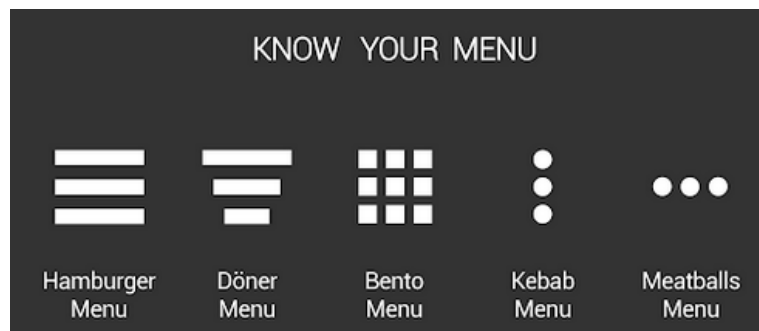 KNOW YOUR MENU
Hamburger Menu
Döner Menu
Bento Menu
Kebab Menu
Meatballs Menu